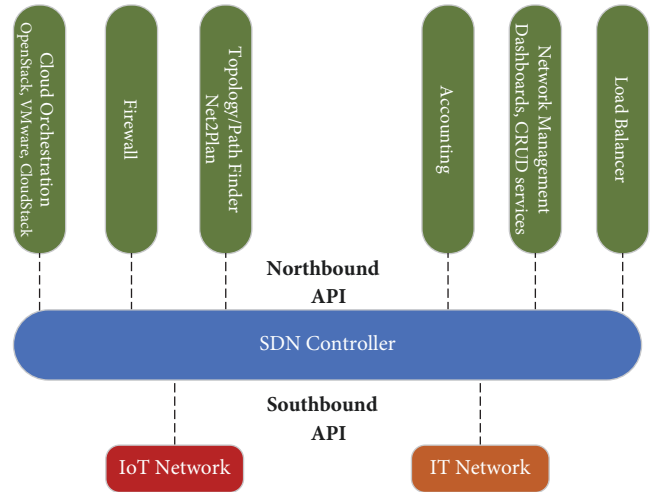 Cloud Orchestration
OpenStack, VMware, CloudStack
Firewall
Topology/Path Finder
Net2Plan
Accounting
Network Management
Dashboards, CRUD services
Load Balancer
Northbound
API
SDN Controller
Southbound
API
IoT Network
IT Network